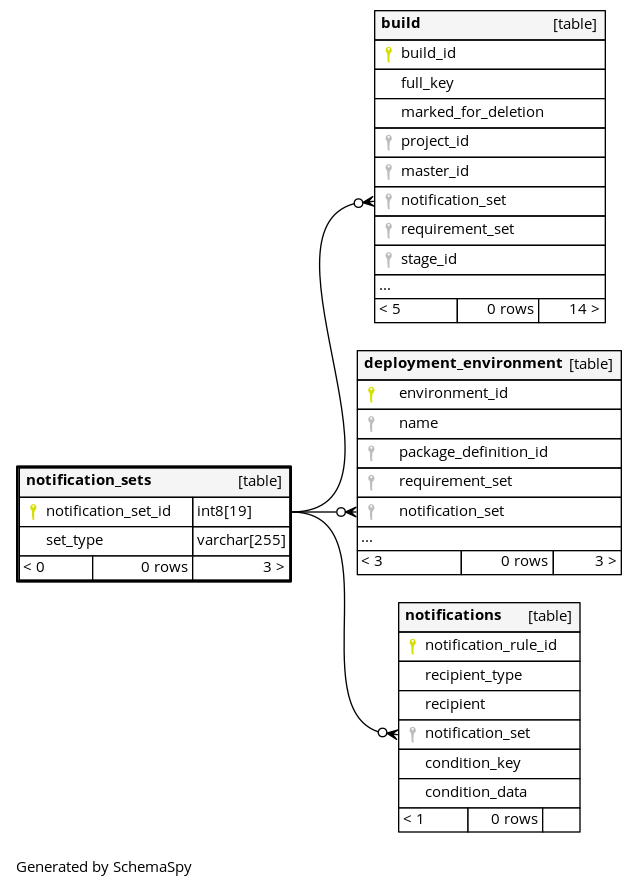 build [table]
build_id
full_key
marked_for_deletion
project_id
master_id
notification_set
requirement_set
stage_id
...
< 5 0 rows 14 >
deployment_environment [table]
environment_id
name
package_definition_id
requirement_set
notification_set
...
< 3 0 rows 3 >
notification_sets [table]
notification_set_id int8[19]
set_type varchar[255]
< 0 0 rows 3 >
notifications [table]
notification_rule_id
recipient_type
recipient
notification_set
condition_key
condition_data
< 1 0 rows
Generated by SchemaSpy